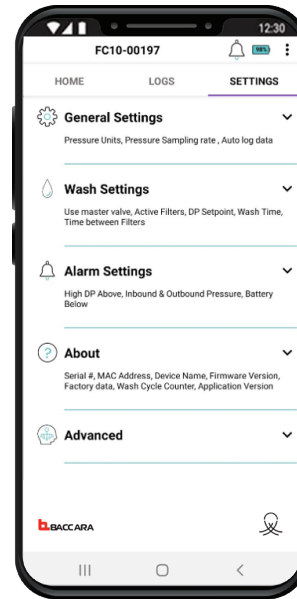 12:30
FC10-00197
98%
HOME LOGS SETTINGS
General Settings
Pressure Units, Pressure Sampling rate , Auto log data
Wash Settings
Use master valve, Active Filters, DP Setpoint, Wash Time,
Time between Filters
Alarm Settings
High DP Above, Inbound & Outbound Pressure, Battery
Below
?
About
Serial #, MAC Address, Device Name, Firmware Version,
Factory data, Wash Cycle Counter, Application Version
Advanced
BACCARA